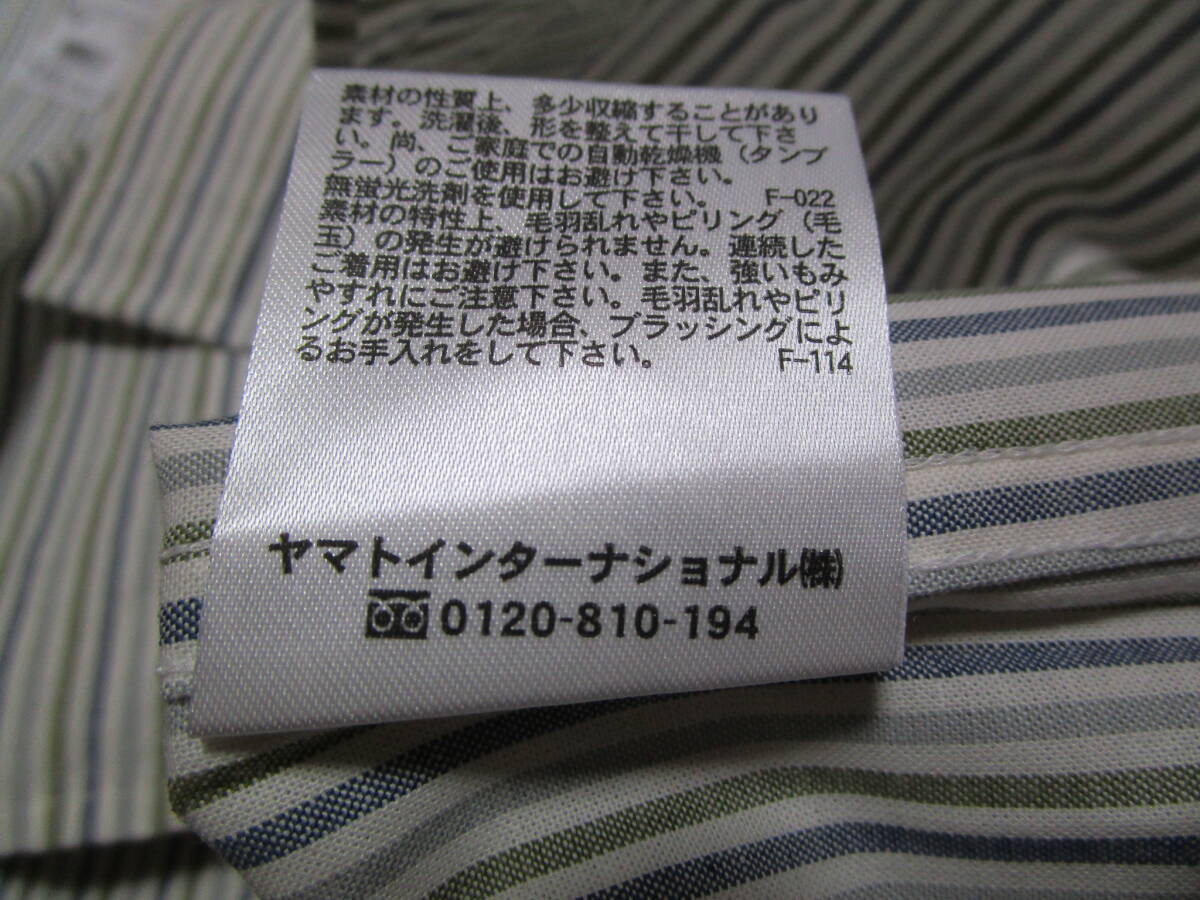 素材の性質上、多少収縮することがあり
ます。洗濯後、形を整えて干して下さ
い。尚、ご家庭での自動乾燥機（タンブ
ラー）のご使用はお避け下さい。
無蛍光洗剤を使用して下さい。 F-022
素材の特性上、毛羽乱れやピリング（毛
玉）の発生が避けられません。連続した
ご着用はお避け下さい。また、強いもみ
やすれにご注意下さい。毛羽乱れやピリ
ングが発生した場合、ブラッシングによ
るお手入れをして下さい。 F-114
ヤマトインターナショナル㈱
0120-810-194